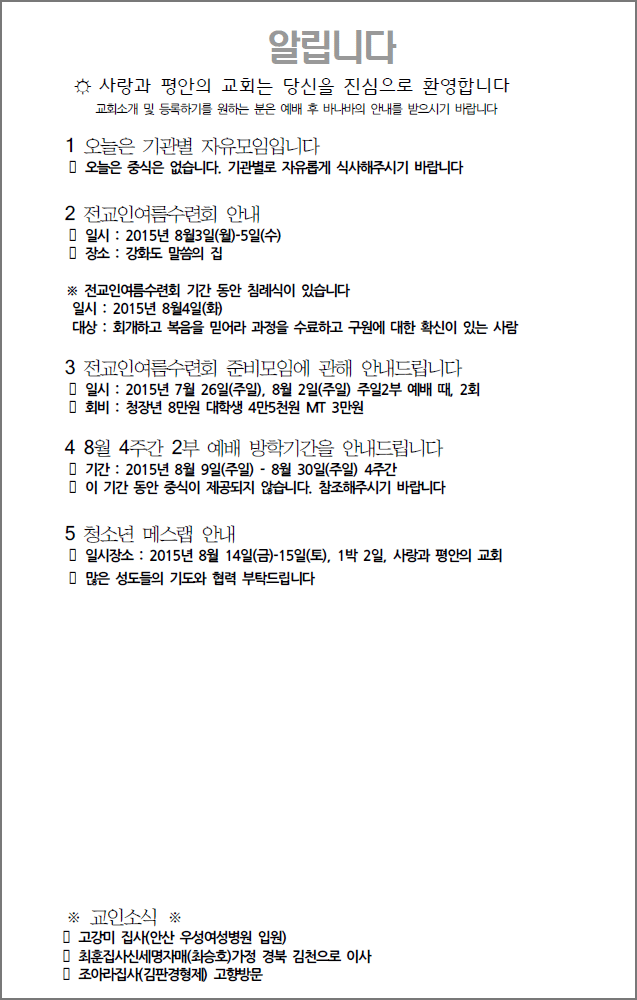 알립니다
☼ 사랑과 평안의 교회는 당신을 진심으로 환영합니다
교회소개 및 등록하기를 원하는 분은 예배 후 바나바의 안내를 받으시기 바랍니다
1 오늘은 기관별 자유모임입니다
▯ 오늘은 중식은 없습니다. 기관별로 자유롭게 식사해주시기 바랍니다
2 전교인여름수련회 안내
▯ 일시 : 2015년 8월3일(월)-5일(수)
▯ 장소 : 강화도 말씀의 집
※ 전교인여름수련회 기간 동안 침례식이 있습니다
일시 : 2015년 8월4일(화)
대상 : 회개하고 복음을 믿어라 과정을 수료하고 구원에 대한 확신이 있는 사람
3 전교인여름수련회 준비모임에 관해 안내드립니다
▯ 일시 : 2015년 7월 26일(주일), 8월 2일(주일) 주일2부 예배 때, 2회
▯ 회비 : 청장년 8만원 대학생 4만5천원 MT 3만원
4 8월 4주간 2부 예배 방학기간을 안내드립니다
▯ 기간 : 2015년 8월 9일(주일) - 8월 30일(주일) 4주간
▯ 이 기간 동안 중식이 제공되지 않습니다. 참조해주시기 바랍니다
5 청소년 메스랩 안내
▯ 일시장소 : 2015년 8월 14일(금)-15일(토), 1박 2일, 사랑과 평안의 교회
▯ 많은 성도들의 기도와 협력 부탁드립니다
※ 교인소식 ※
▯ 고강미 집사(안산 우성여성병원 입원)
▯ 최훈집사신세명자매(최승호)가정 경북 김천으로 이사
▯ 조아라집사(김판경형제) 고향방문